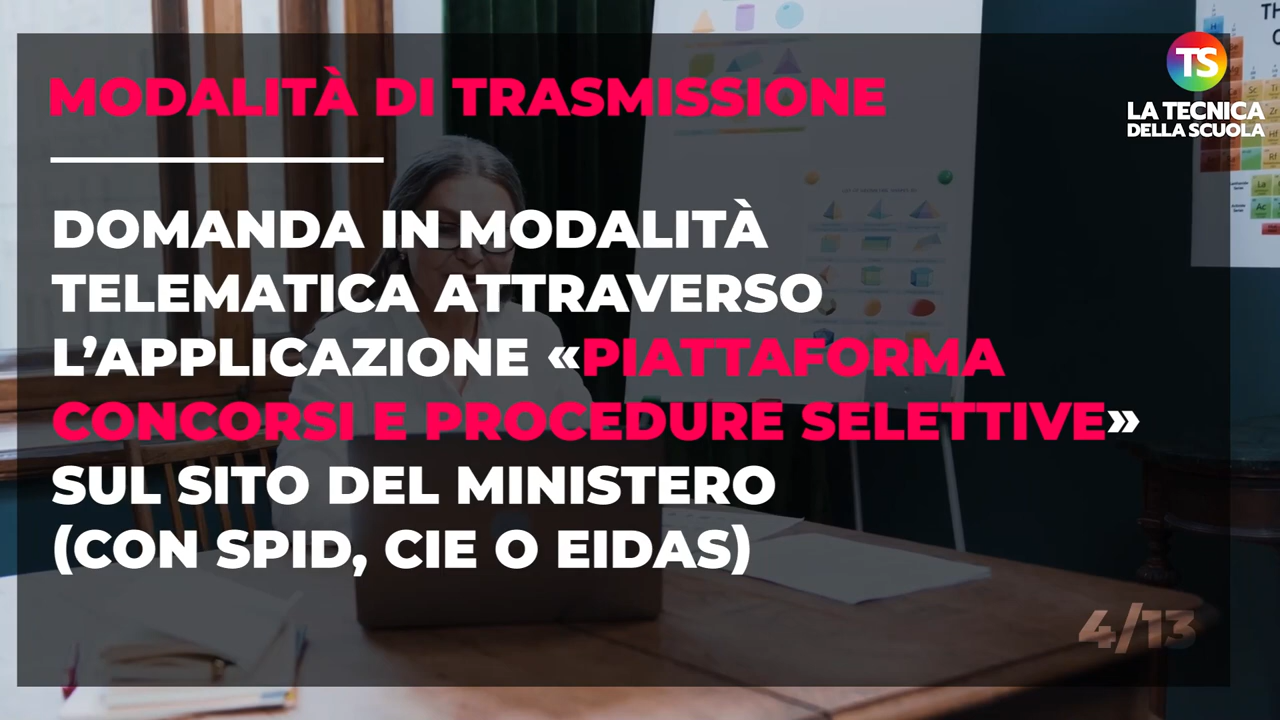 MODALITÀ DI TRASMISSIONE
TS
LA TECNICA
DELLA SCUOLA
DOMANDA IN MODALITÀ
TELEMATICA ATTRAVERSO
L’APPLICAZIONE «PIATTAFORMA
CONCORSI E PROCEDURE SELETTIVE»
SUL SITO DEL MINISTERO
(CON SPID, CIE O EIDAS)
4/13